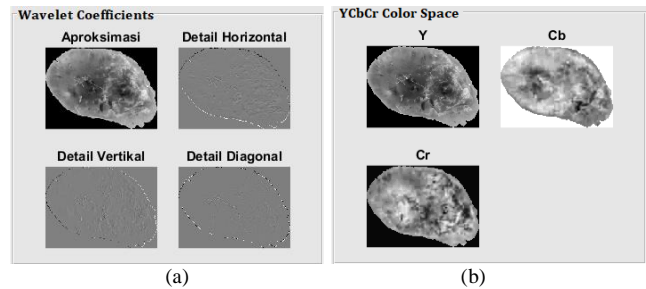 Wavelet Coefficients
Aproksimasi
Detail Horizontal
Detail Vertikal
Detail Diagonal
(a)
YCbCr Color Space
Y
Cb
Cr
(b)